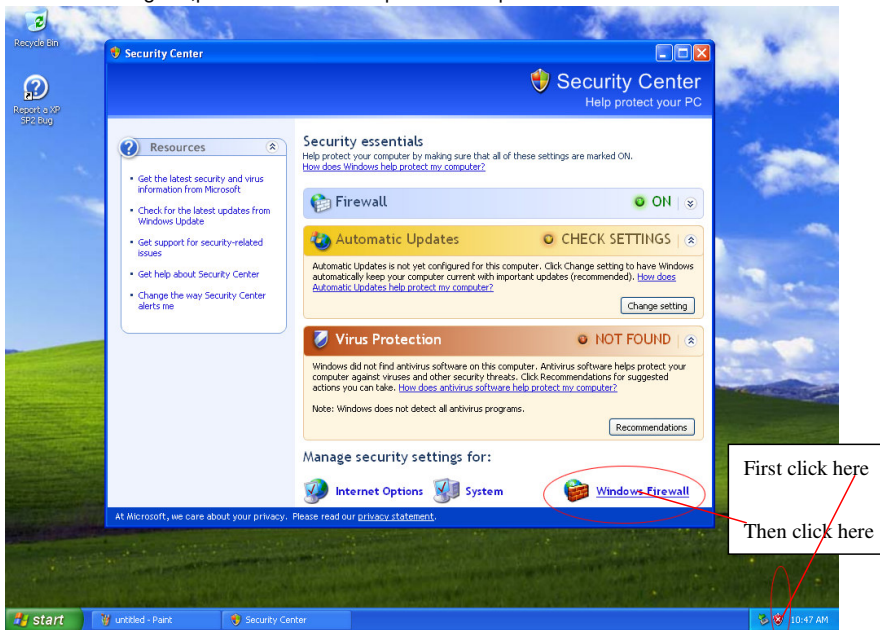 Recycle Bin
Report a XP
SP2 Bug
Security Center
Security Center
Help protect your PC
Resources
Get the latest security and virus
information from Microsoft
Check for the latest updates from
Windows Update
Get support for security-related
issues
Get help about Security Center
Change the way Security Center
alerts me
Security essentials
Help protect your computer by making sure that all of these settings are marked ON.
How does Windows help protect my computer?
Firewall ON
Automatic Updates CHECK SETTINGS
Automatic Updates is not yet configured for this computer. Click Change setting to have Windows
automatically keep your computer current with important updates (recommended). How does
Automatic Updates help protect my computer?
Change setting
Virus Protection NOT FOUND
Windows did not find antivirus software on this computer. Antivirus software helps protect your
computer against viruses and other security threats. Click Recommendations for suggested
actions you can take. How does antivirus software help protect my computer?
Note: Windows does not detect all antivirus programs.
Recommendations
Manage security settings for:
Internet Options System Windows Firewall
At Microsoft, we care about your privacy. Please read our privacy statement.
First click here
Then click here
start untitled - Paint Security Center 10:47 AM